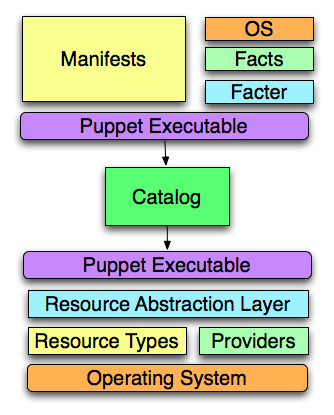 Manifests
OS
Facts
Facter
Puppet Executable
Catalog
Puppet Executable
Resource Abstraction Layer
Resource Types
Providers
Operating System